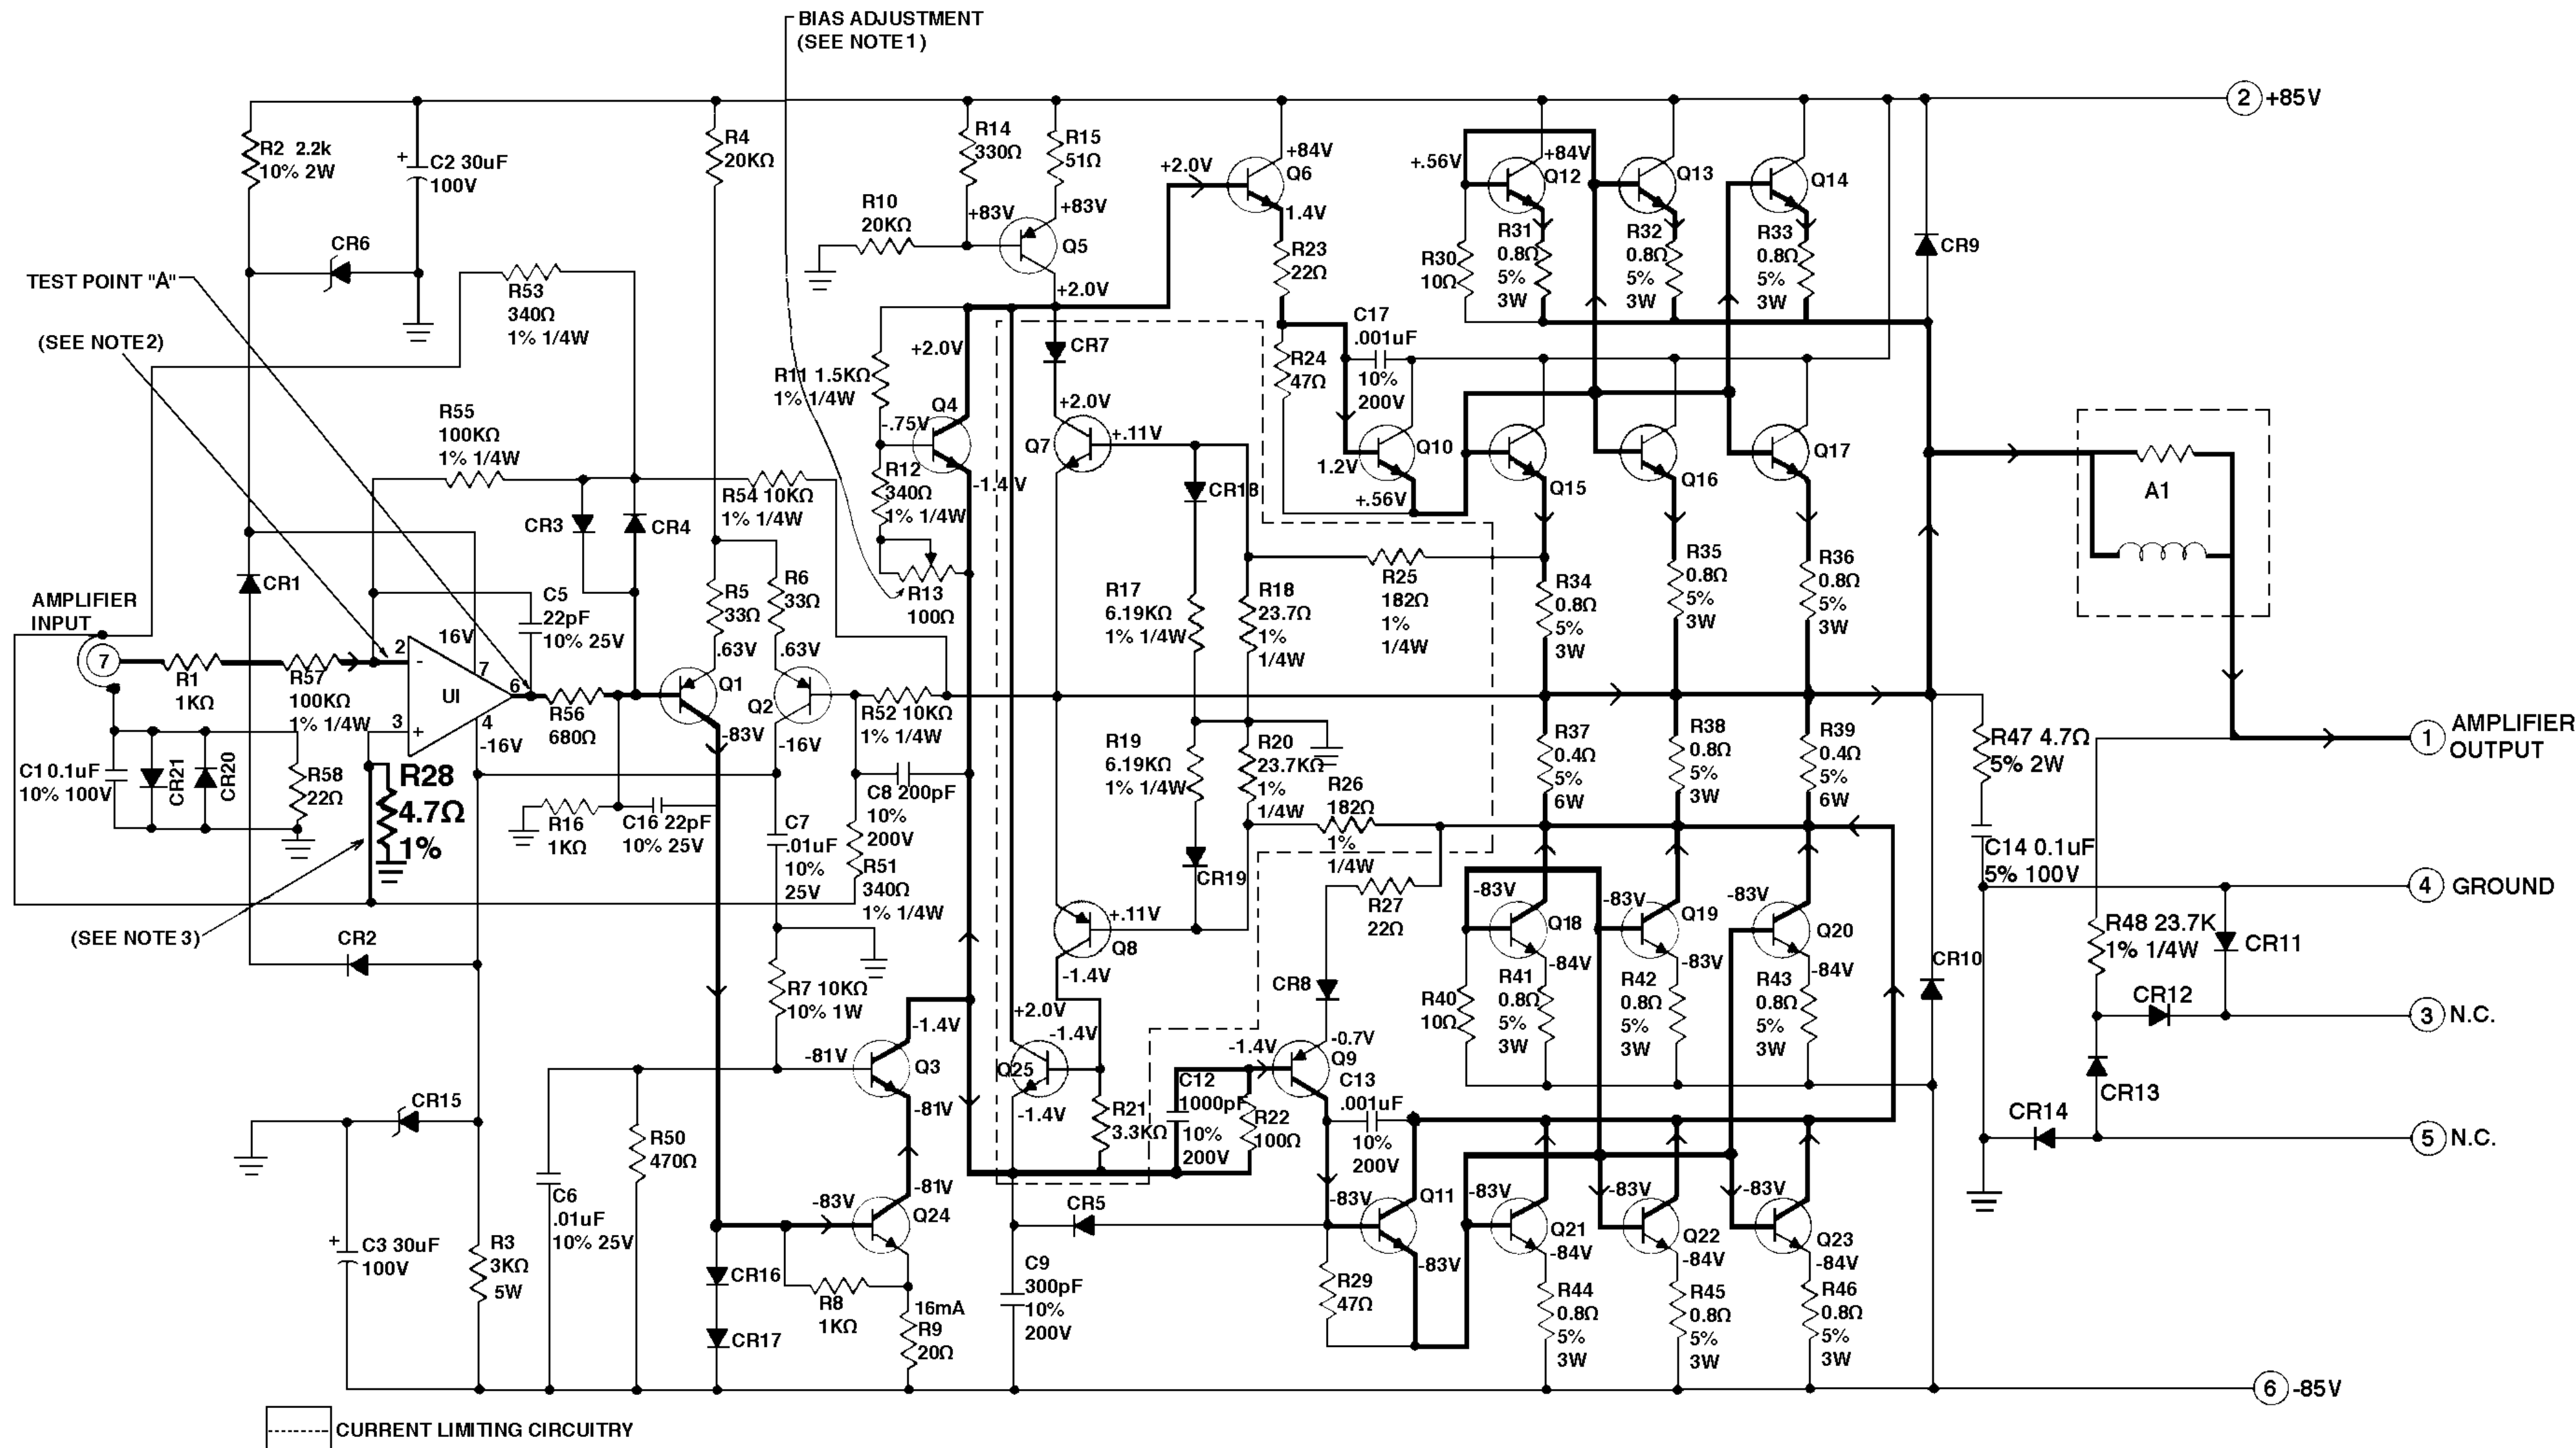 BIAS ADJUSTMENT
(SEE NOTE 1)
2 +85V
R2 2.2k
10% 2W
C2 30uF
100V
+
R4
20KΩ
R14
330Ω
R15
51Ω
R10
20KΩ
+83V
+83V
Q5
+2.0V
+2.0V
+84V
Q6
1.4V
R23
22Ω
+.56V
+84V
Q12
Q13
Q14
R30
10Ω
R31
0.8Ω
5%
3W
R32
0.8Ω
5%
3W
R33
0.8Ω
5%
3W
CR9
CR6
TEST POINT "A"
(SEE NOTE 2)
R53
340Ω
1% 1/4W
+2.0V
CR7
C17
.001uF
10%
200V
R24
47Ω
R11 1.5KΩ
1% 1/4W
R55
100KΩ
1% 1/4W
Q4
-.75V
+2.0V
Q7
+.11V
Q10
1.2V
+.56V
Q15
Q16
Q17
A1
R12
340Ω
1% 1/4W
-1.4V
CR3
CR4
R54 10KΩ
1% 1/4W
CR18
CR1
R13
100Ω
R5
33Ω
R6
33Ω
R17
6.19KΩ
1% 1/4W
R18
23.7Ω
1%
1/4W
R25
182Ω
1%
1/4W
R34
0.8Ω
5%
3W
R35
0.8Ω
5%
3W
R36
0.8Ω
5%
3W
AMPLIFIER
INPUT
7
R1
1KΩ
R57
100KΩ
1% 1/4W
C5
22pF
10% 25V
16V
2
-
7
UI
6
3
+
4
-16V
R56
680Ω
.63V
.63V
Q1
Q2
-83V
-16V
R52 10KΩ
1% 1/4W
C1 0.1uF
10% 100V
CR21
CR20
R58
22Ω
R28
4.7Ω
1%
R16
1KΩ
C16 22pF
10% 25V
C7
.01uF
10%
25V
C8 200pF
10%
200V
R51
340Ω
1% 1/4W
R19
6.19KΩ
1% 1/4W
R20
23.7KΩ
1%
1/4W
R26
182Ω
1%
1/4W
R37
0.4Ω
5%
6W
R38
0.8Ω
5%
3W
R39
0.4Ω
5%
6W
R47 4.7Ω
5% 2W
C14 0.1uF
5% 100V
1 AMPLIFIER
OUTPUT
4 GROUND
(SEE NOTE 3)
CR2
CR19
Q8
+.11V
-1.4V
R27
22Ω
CR8
-83V
Q18
-84V
-83V
Q19
-83V
-83V
Q20
-84V
R40
10Ω
R41
0.8Ω
5%
3W
R42
0.8Ω
5%
3W
R43
0.8Ω
5%
3W
CR10
R48 23.7K
1% 1/4W
CR11
CR12
3 N.C.
CR13
CR14
5 N.C.
R7 10KΩ
10% 1W
-81V
-1.4V
Q3
-81V
+2.0V
-1.4V
Q25
-1.4V
R21
3.3KΩ
C12
1000pF
10%
200V
-1.4V
R22
100Ω
-0.7V
Q9
C13
.001uF
10%
200V
CR15
R50
470Ω
C6
.01uF
10% 25V
+
C3 30uF
100V
R3
3KΩ
5W
-83V
-81V
Q24
CR5
CR16
CR17
R8
1KΩ
16mA
R9
20Ω
C9
300pF
10%
200V
-83V
Q11
-83V
R29
47Ω
-83V
Q21
-84V
-83V
Q22
-84V
-83V
Q23
-84V
R44
0.8Ω
5%
3W
R45
0.8Ω
5%
3W
R46
0.8Ω
5%
3W
6 -85V
CURRENT LIMITING CIRCUITRY